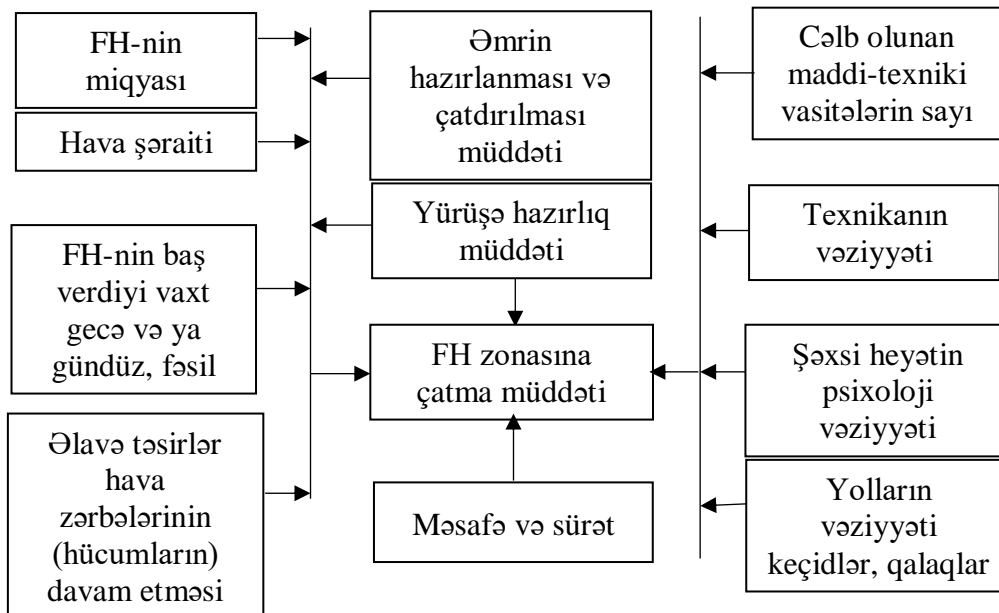 FH-nin
miqyası
Hava şəraiti
FH-nin baş
verdiyi vaxt
gecə və ya
gündüz, fəsil
Əlavə təsirlər
hava
zərbələrinin
(hücumların)
davam etməsi
Əmrin
hazırlanması və
çatdırılması
müddəti
Yürüşə hazırlıq
müddəti
FH zonasına
çatma müddəti
Məsafə və sürət
Cəlb olunan
maddi-texniki
vasitələrin sayı
Texnikanın
vəziyyəti
Şəxsi heyətin
psixoloji
vəziyyəti
Yolların
vəziyyəti
keçidlər, qalaqlar